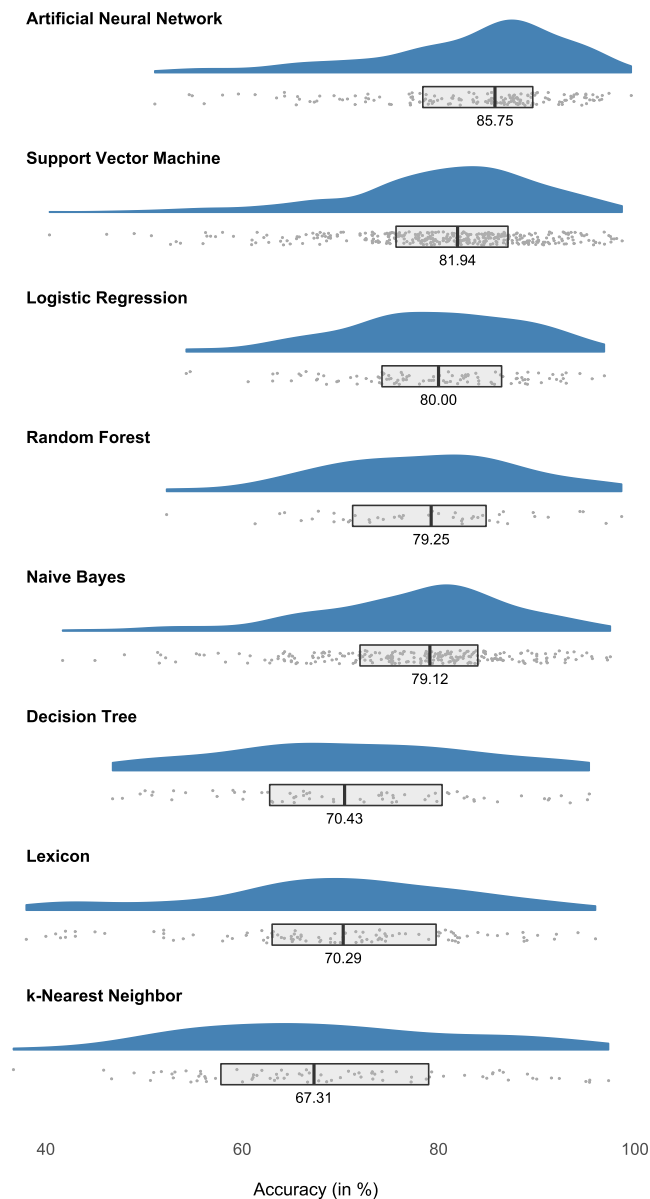 Artificial Neural Network
85.75
Support Vector Machine
81.94
Logistic Regression
80.00
Random Forest
79.25
Naive Bayes
79.12
Decision Tree
70.43
Lexicon
70.29
k-Nearest Neighbor
67.31
40 60 80 100
Accuracy (in %)